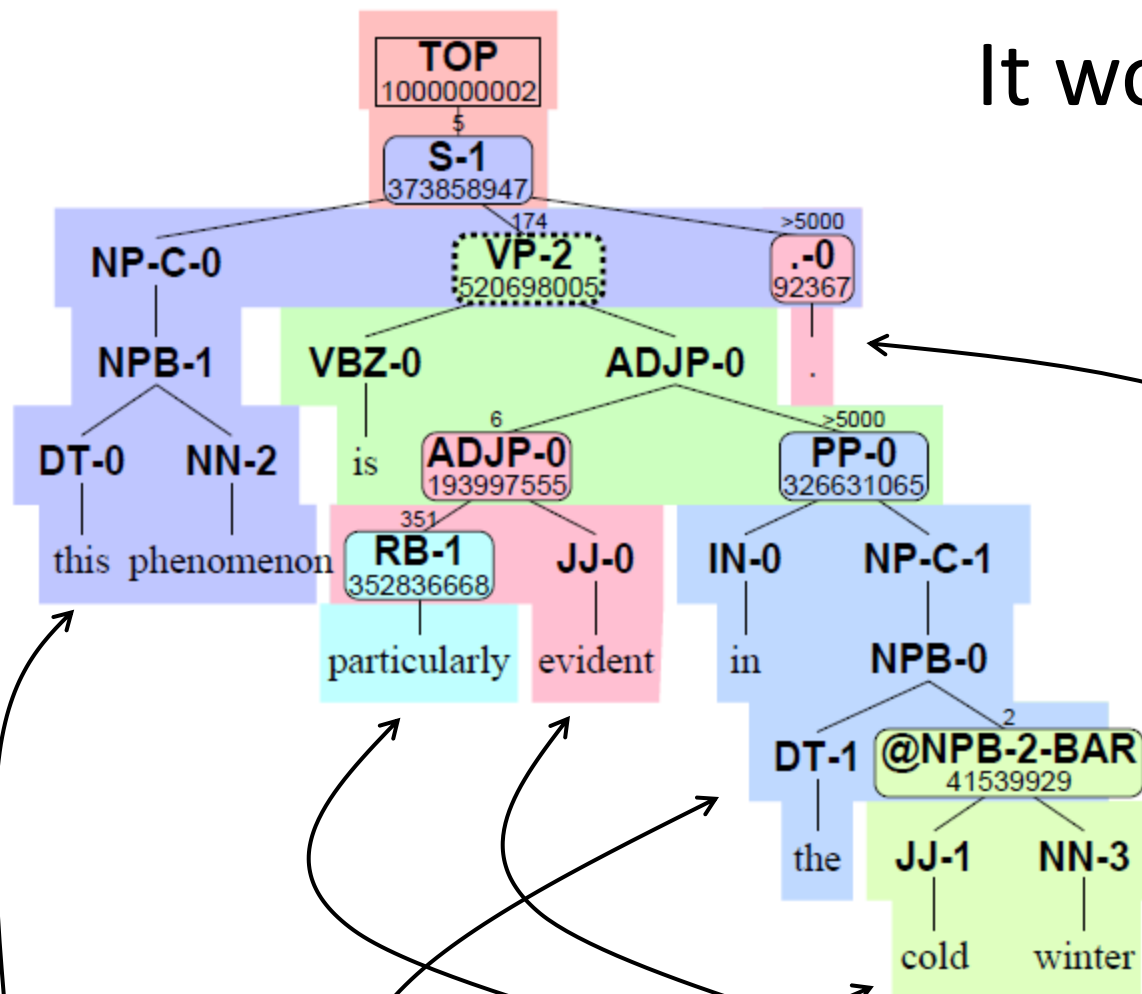 It wo
TOP
1000000002
5
S-1
373858947
174
>5000
NP-C-0
VP-2
.-0
520698005
92367
NPB-1
VBZ-0
ADJP-0
.
6
>5000
DT-0
NN-2
is
ADJP-0
PP-0
193997555
326631065
351
this
phenomenon
RB-1
JJ-0
IN-0
NP-C-1
352836668
particularly
evident
in
NPB-0
2
DT-1
@NPB-2-BAR
41539929
the
JJ-1
NN-3
cold
winter